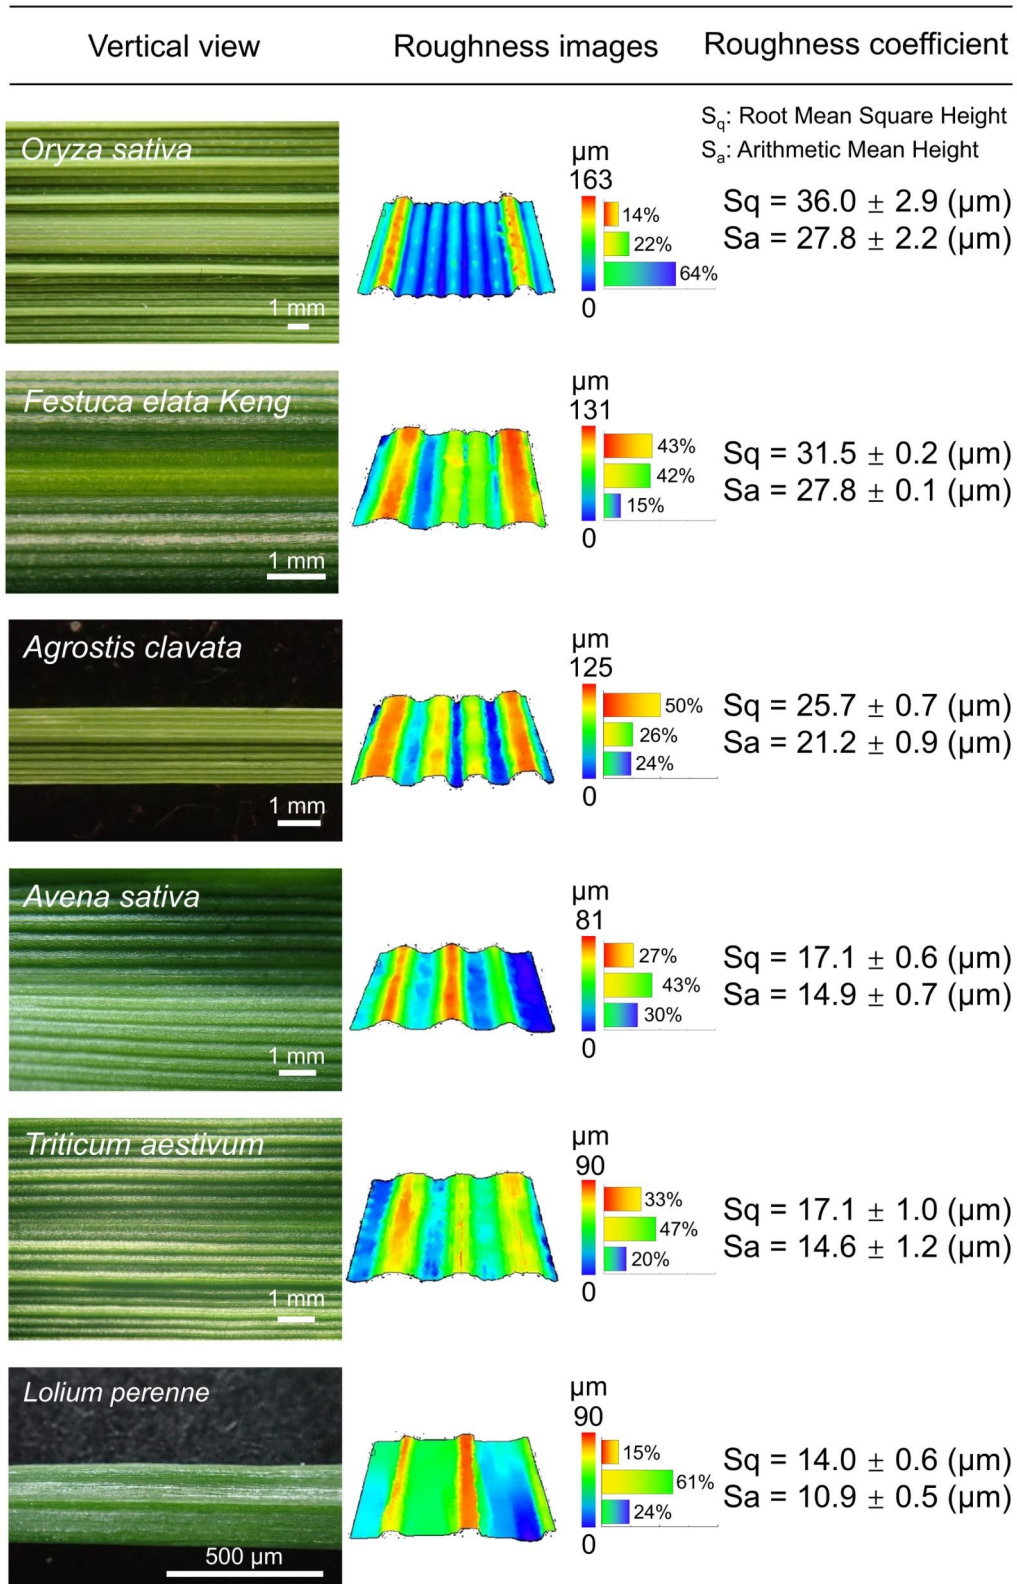 Vertical view Roughness images Roughness coefficient
Sq: Root Mean Square Height
Sa: Arithmetic Mean Height
Oryza sativa
1 mm
µm
163
14%
22%
64%
0
Sq = 36.0 ± 2.9 (µm)
Sa = 27.8 ± 2.2 (µm)
Festuca elata Keng
1 mm
µm
131
43%
42%
15%
0
Sq = 31.5 ± 0.2 (µm)
Sa = 27.8 ± 0.1 (µm)
Agrostis clavata
1 mm
µm
125
50%
26%
24%
0
Sq = 25.7 ± 0.7 (µm)
Sa = 21.2 ± 0.9 (µm)
Avena sativa
1 mm
µm
81
27%
43%
30%
0
Sq = 17.1 ± 0.6 (µm)
Sa = 14.9 ± 0.7 (µm)
Triticum aestivum
1 mm
µm
90
33%
47%
20%
0
Sq = 17.1 ± 1.0 (µm)
Sa = 14.6 ± 1.2 (µm)
Lolium perenne
500 µm
µm
90
15%
61%
24%
0
Sq = 14.0 ± 0.6 (µm)
Sa = 10.9 ± 0.5 (µm)